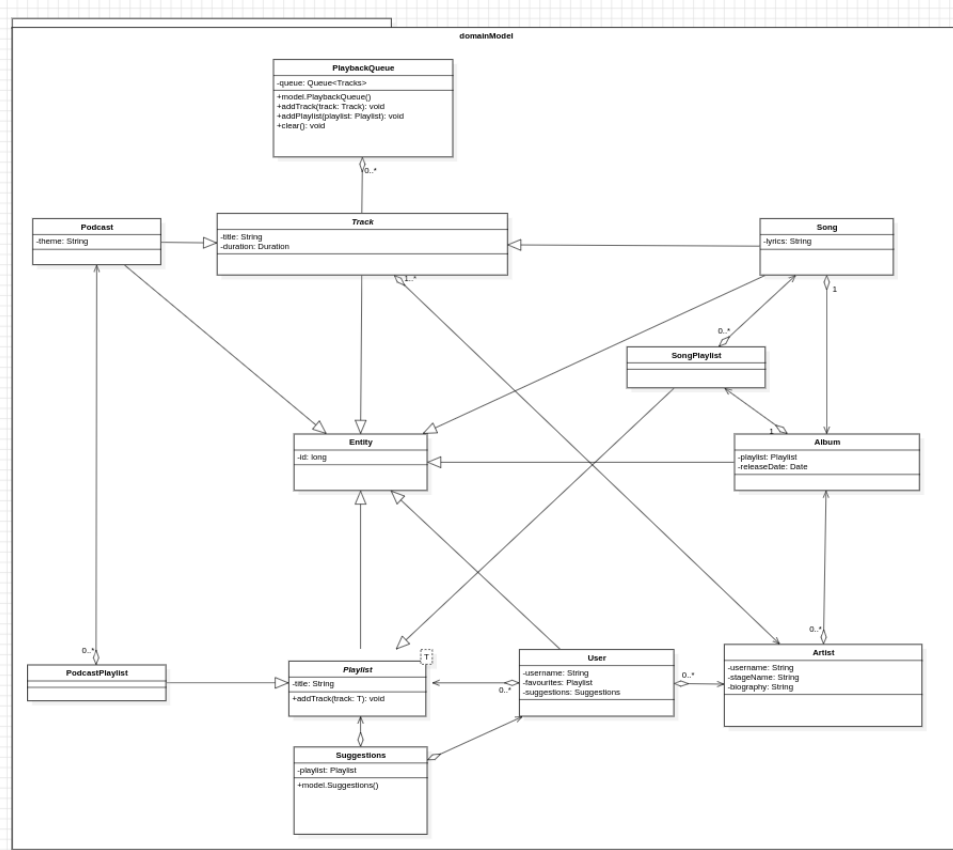 domainModel
PlaybackQueue
-queue: Queue<Tracks>
+model.PlaybackQueue()
+addTrack(track: Track): void
+addPlaylist(playlist: Playlist): void
+clear(): void
0..*
Podcast
-theme: String
Track
-title: String
-duration: Duration
1..*
Song
-lyrics: String
1
0..*
SongPlaylist
1
Entity
-id: long
Album
-playlist: Playlist
-releaseDate: Date
0..*
0..*
PodcastPlaylist
T
Playlist
-title: String
+addTrack(track: T): void
0..*
User
-username: String
-favourites: Playlist
-suggestions: Suggestions
0..*
Artist
-username: String
-stageName: String
-biography: String
Suggestions
-playlist: Playlist
+model.Suggestions()